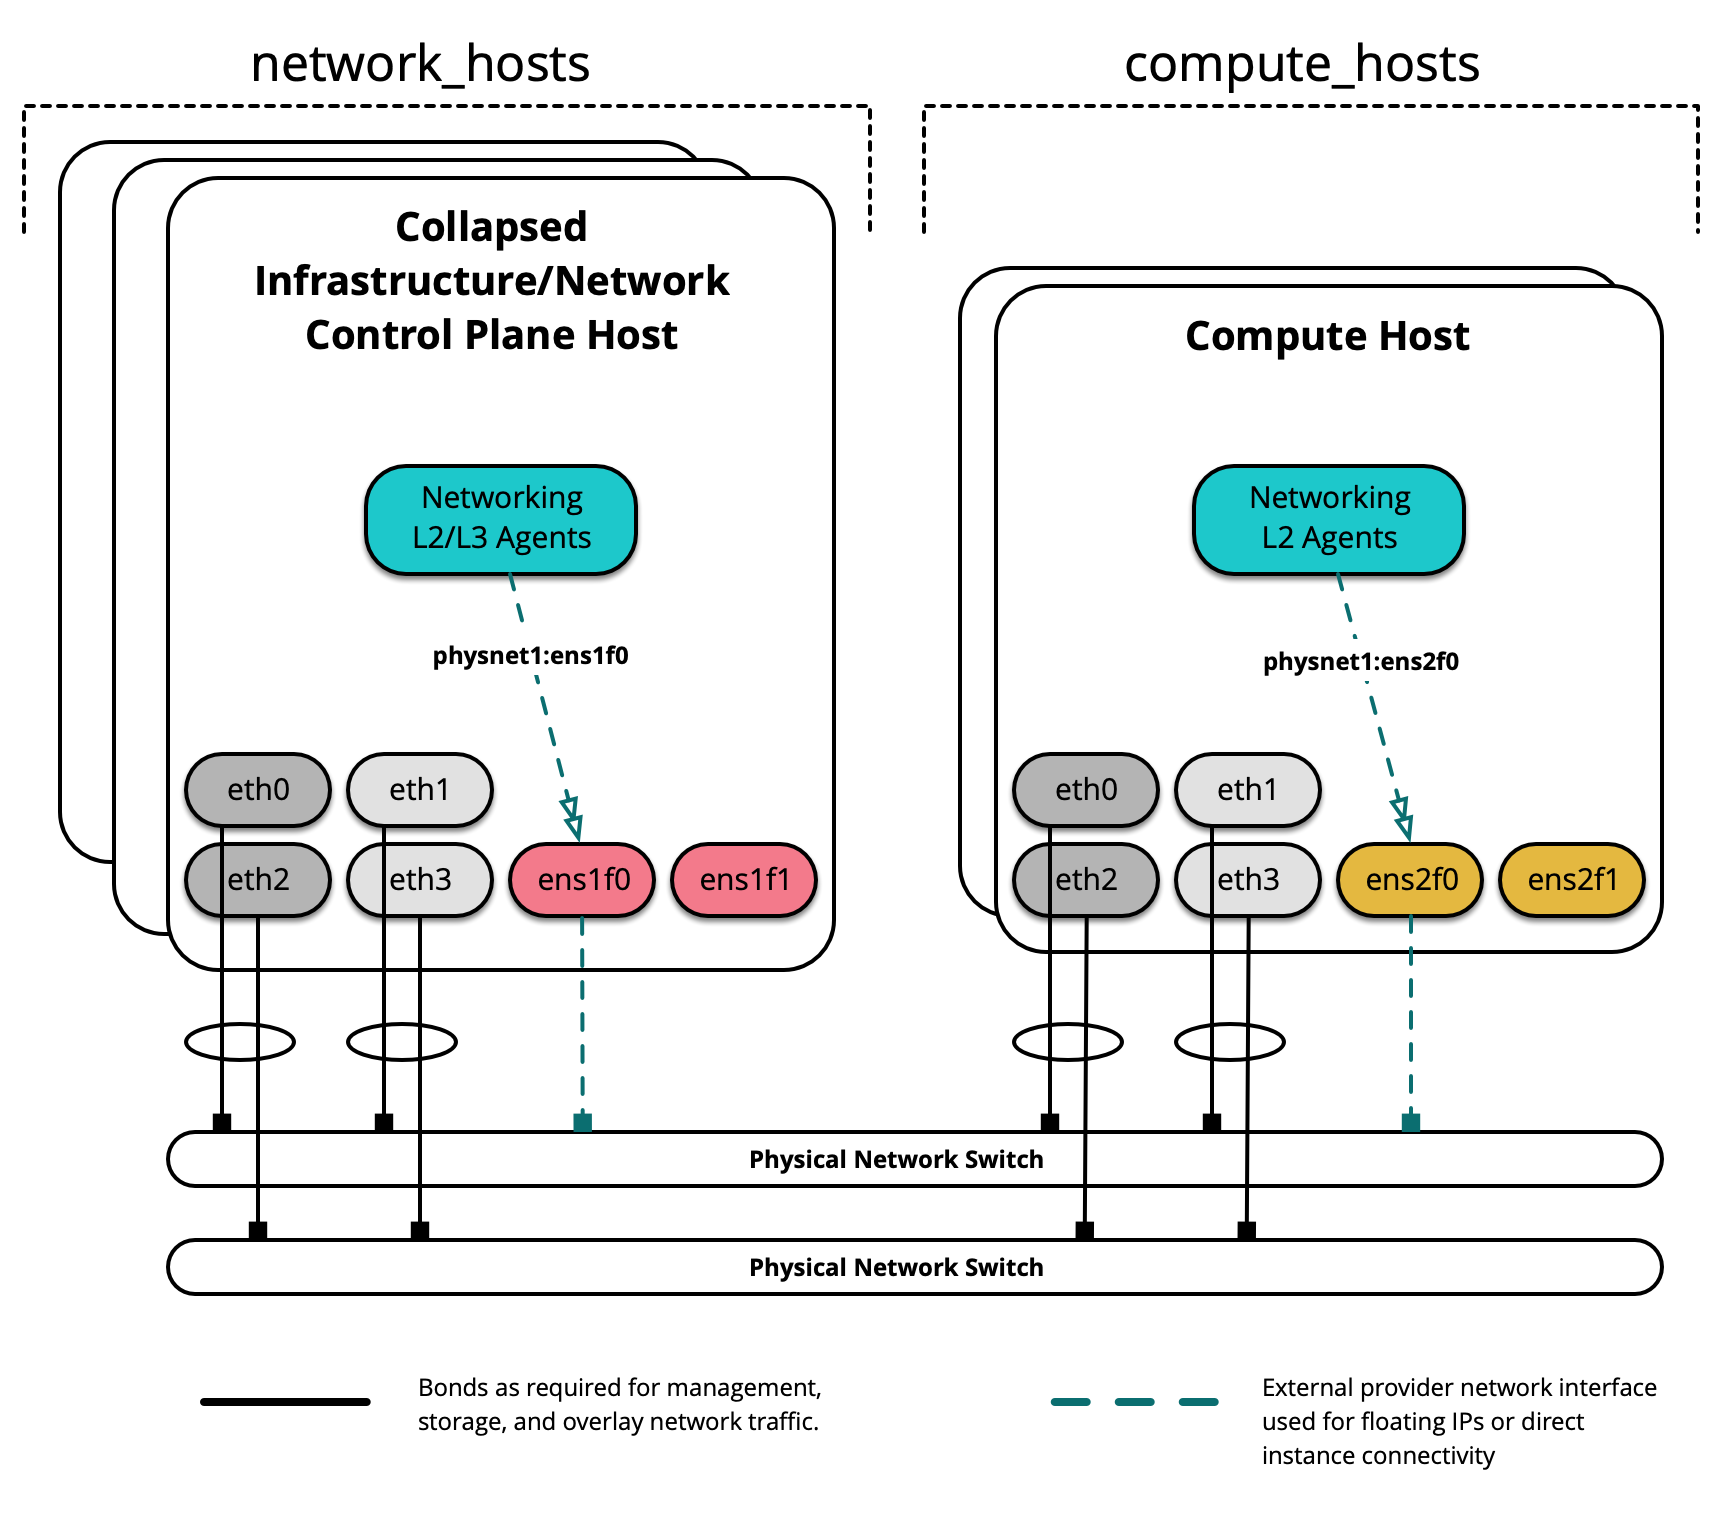 network_hosts
compute_hosts
Collapsed
Infrastructure/Network
Control Plane Host
Compute Host
Networking
L2/L3 Agents
Networking
L2 Agents
physnet1:ens1f0
physnet1:ens2f0
eth0
eth1
eth0
eth1
eth2
eth3
ens1f0
ens1f1
eth2
eth3
ens2f0
ens2f1
Physical Network Switch
Physical Network Switch
Bonds as required for management,
storage, and overlay network traffic.
External provider network interface
used for floating IPs or direct
instance connectivity